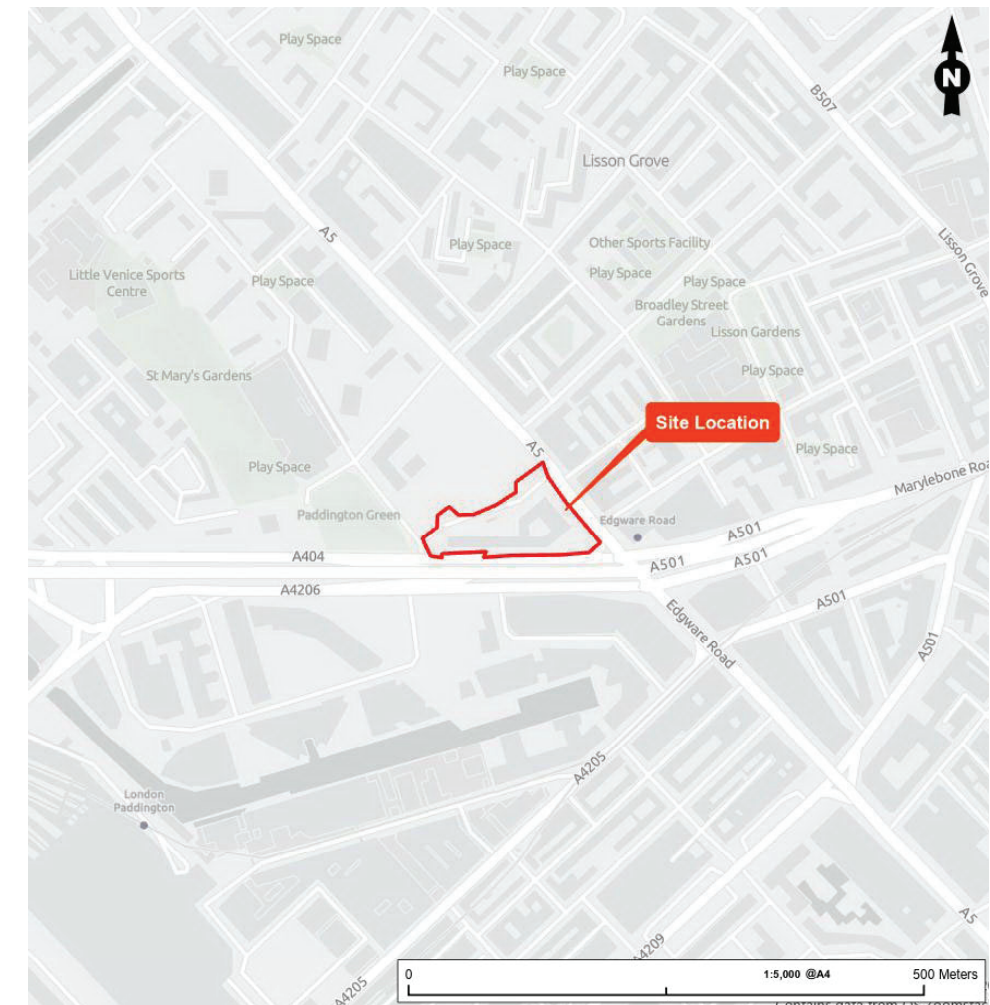 Play Space
Play Space
N
B507
Lisson Grove
A5
Play Space
Other Sports Facility
Lisson Grove
Little Venice Sports
Centre
Play Space
Play Space
Play Space
Broadley Street
Gardens
Lisson Gardens
St Mary's Gardens
Play Space
Site Location
A5
Play Space
Play Space
Marylebone Roa
Paddington Green
Edgware Road
A501
A404
A501
A501
A4206
A501
Edgware Road
A501
A4205
London
Paddington
A5
A4209
A4205
0
1:5,000 @A4
500 Meters